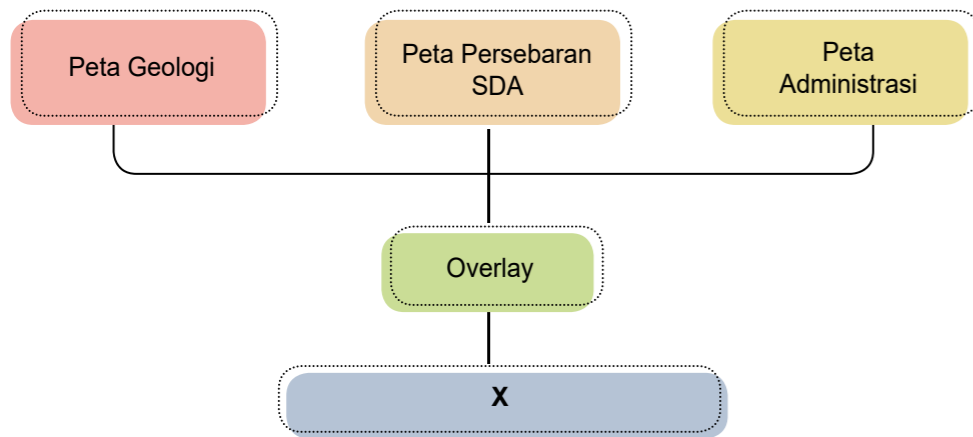 Peta Geologi
Peta Persebaran
SDA
Peta
Administrasi
Overlay
X